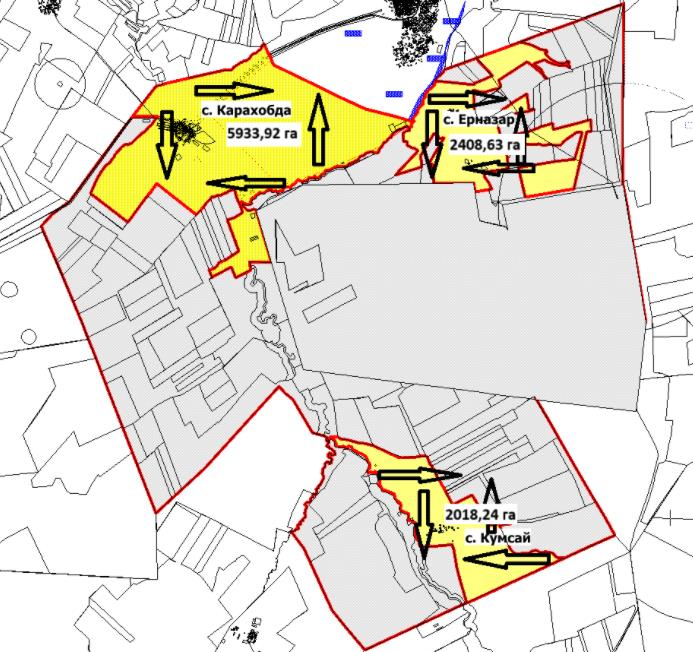 с. Карахобда
5933,92 га
с. Ерназар
2408,63 га
2018,24 га
с. Кумсай